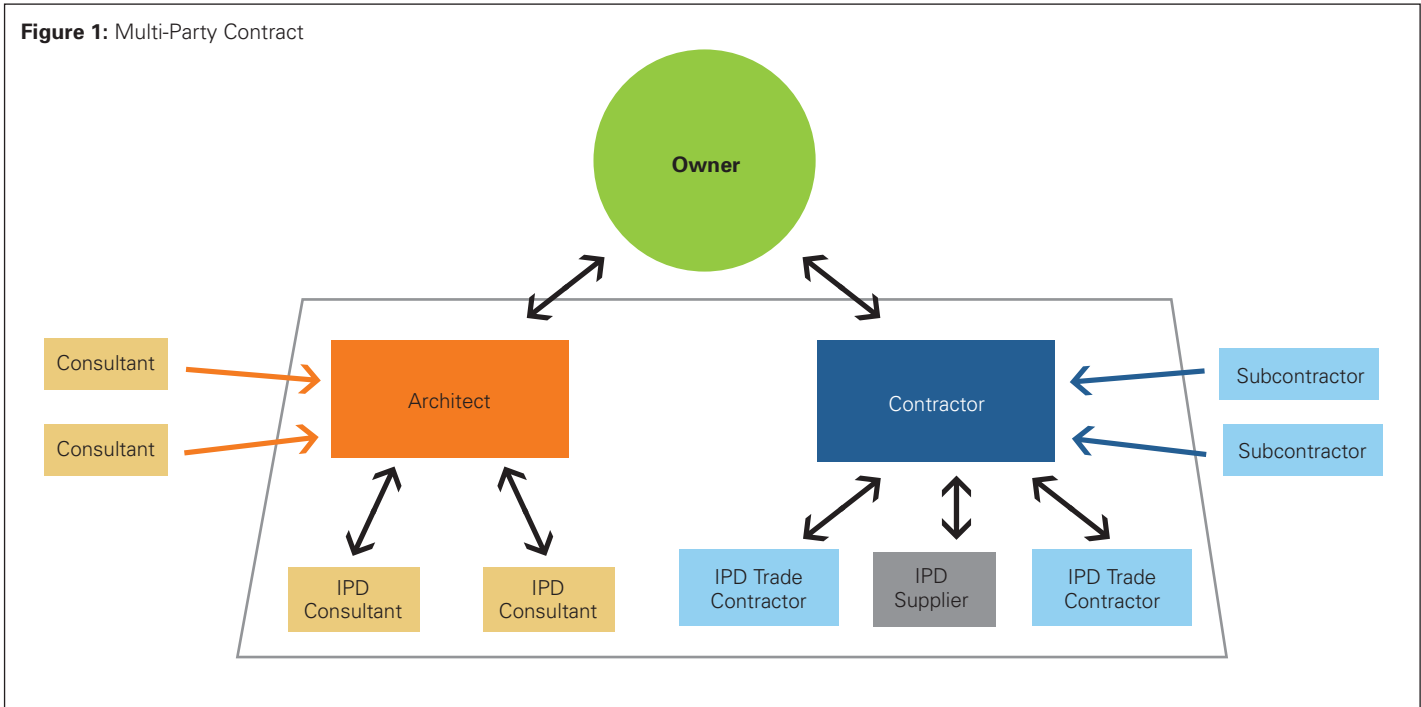 Figure 1: Multi-Party Contract
Owner
Consultant
Consultant
Architect
Contractor
Subcontractor
Subcontractor
IPD
Consultant
IPD
Consultant
IPD Trade
Contractor
IPD
Supplier
IPD Trade
Contractor